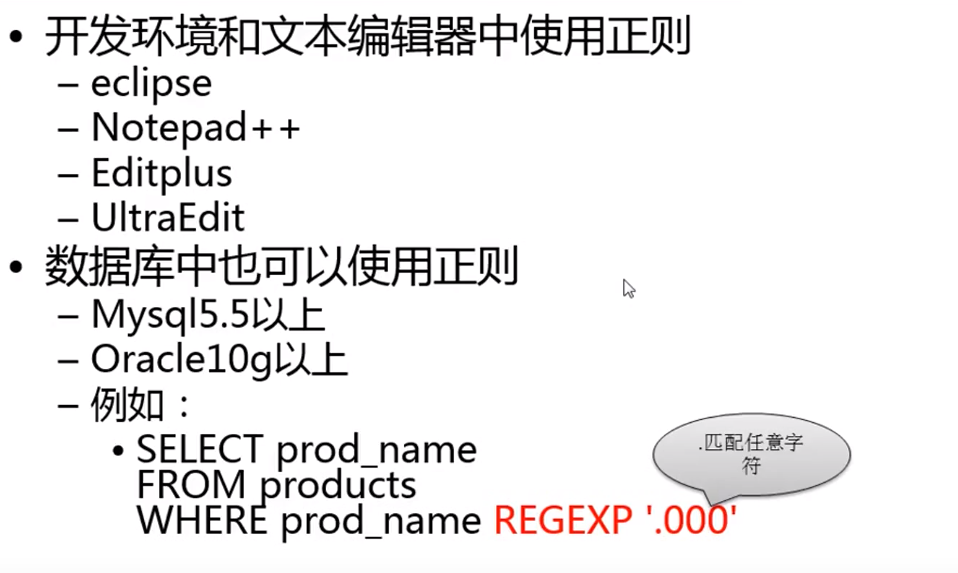 • 开发环境和文本编辑器中使用正则
– eclipse
– Notepad++
– Editplus
– UltraEdit
• 数据库中也可以使用正则
– Mysql5.5以上
– Oracle10g以上
– 例如：
• SELECT prod_name
FROM products
WHERE prod_name REGEXP '.000'
.匹配任意字
符